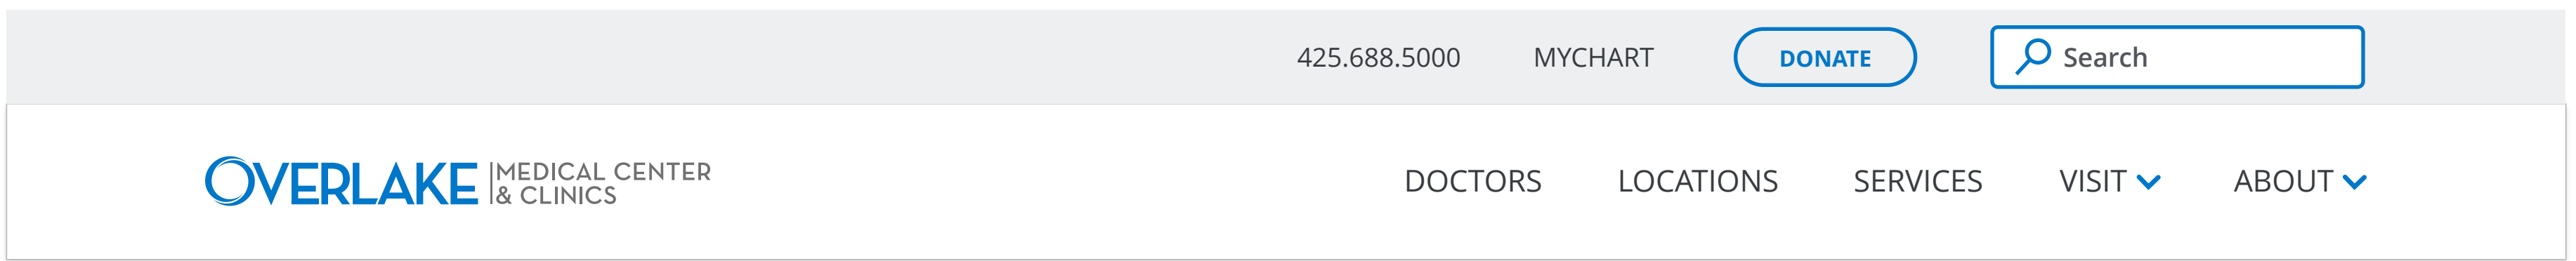 425.688.5000 MYCHART DONATE Search
OVERLAKE MEDICAL CENTER
& CLINICS
DOCTORS LOCATIONS SERVICES VISIT ABOUT